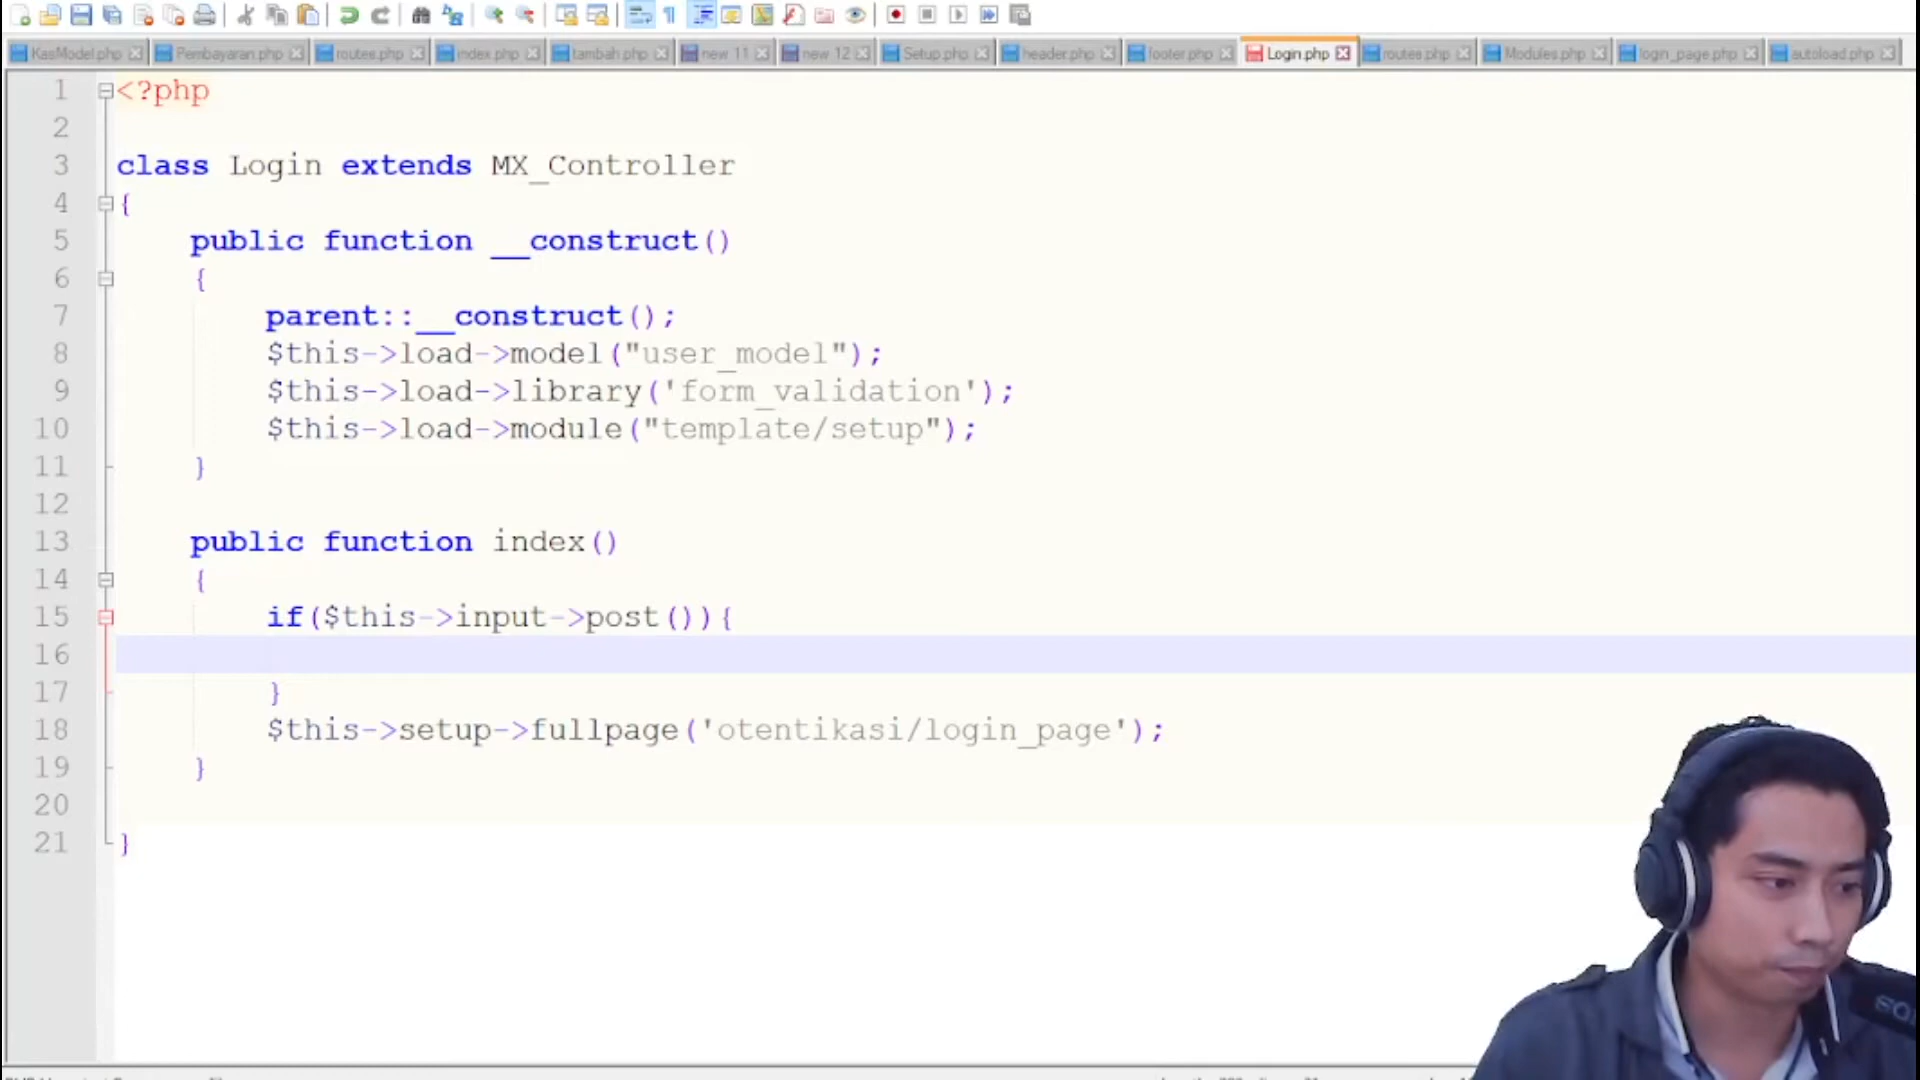 KasModel.php Pembayaran.php routes.php index.php tambah.php new 11 new 12 Setup.php header.php footer.php Login.php routes.php Modules.php login_page.php autoload.php
1 <?php
2
3 class Login extends MX_Controller
4 {
5 public function __construct()
6 {
7 parent::__construct();
8 $this->load->model("user_model");
9 $this->load->library('form_validation');
10 $this->load->module("template/setup");
11 }
12
13 public function index()
14 {
15 if($this->input->post()){
16
17 }
18 $this->setup->fullpage('otentikasi/login_page');
19 }
20
21 }